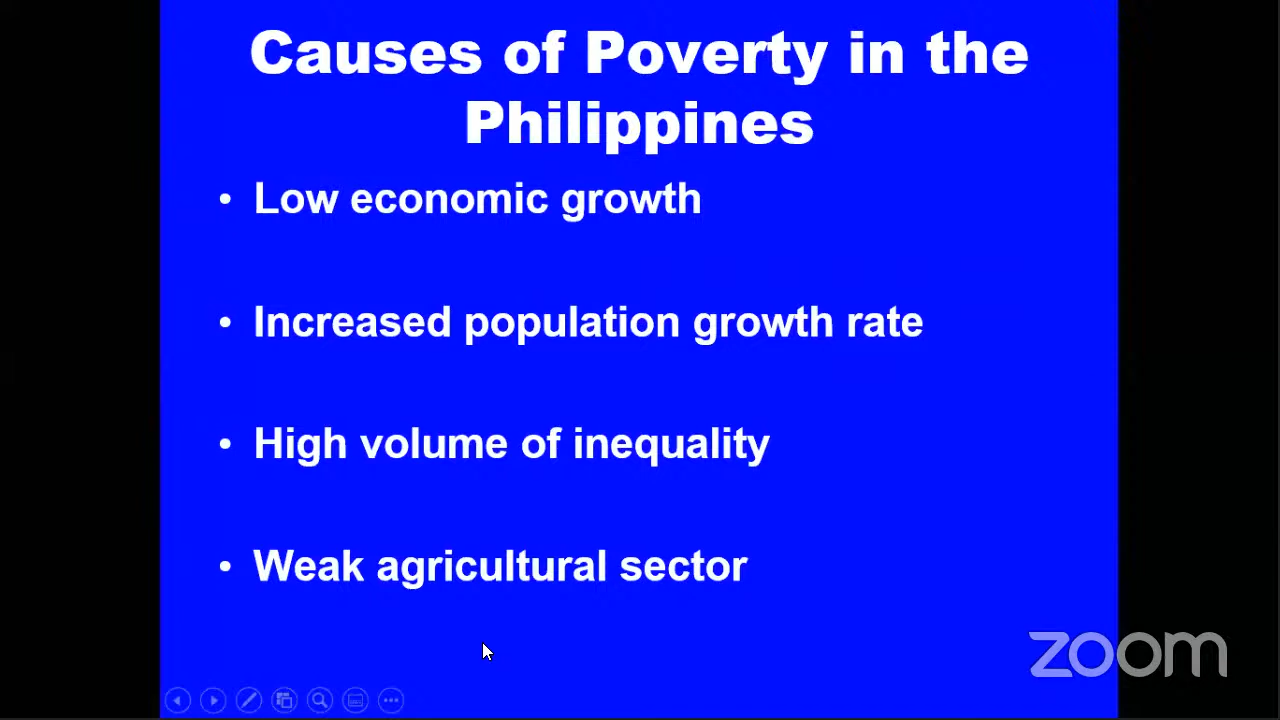 Causes of Poverty in the
Philippines
• Low economic growth
• Increased population growth rate
• High volume of inequality
• Weak agricultural sector
zoom